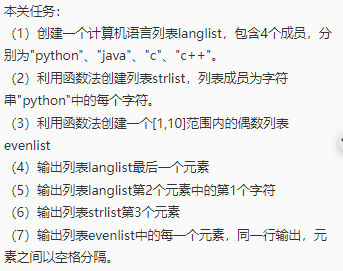 本关任务：
（1）创建一个计算机语言列表langlist，包含4个成员，分
别为"python"、"java"、"c"、"c++"。
（2）利用函数法创建列表strlist，列表成员为字符
串"python"中的每个字符。
（3）利用函数法创建一个[1,10]范围内的偶数列表
evenlist
（4）输出列表langlist最后一个元素
（5）输出列表langlist第2个元素中的第1个字符
（6）输出列表strlist第3个元素
（7）输出列表evenlist中的每一个元素，同一行输出，元
素之间以空格分隔。